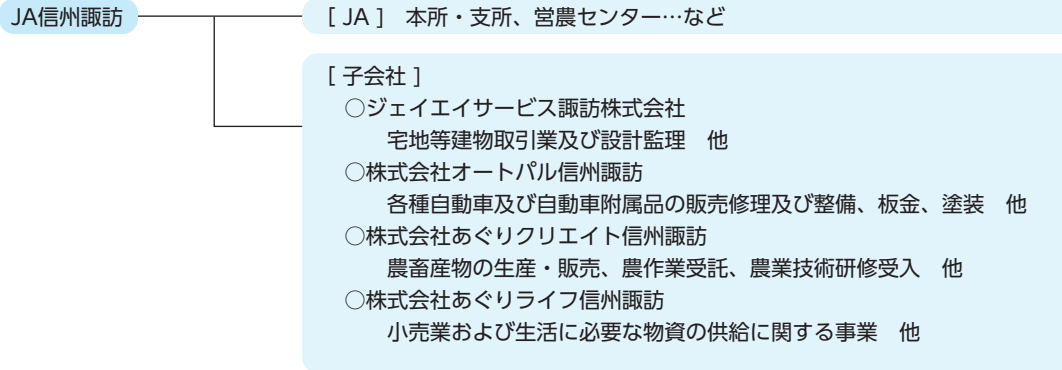 JA信州諏訪
[ JA ]　本所・支所、営農センター…など
[ 子会社 ]
○ジェイエイサービス諏訪株式会社
宅地等建物取引業及び設計監理　他
○株式会社オートパル信州諏訪
各種自動車及び自動車附属品の販売修理及び整備、板金、塗装　他
○株式会社あぐりクリエイト信州諏訪
農畜産物の生産・販売、農作業受託、農業技術研修受入　他
○株式会社あぐりライフ信州諏訪
小売業および生活に必要な物資の供給に関する事業　他